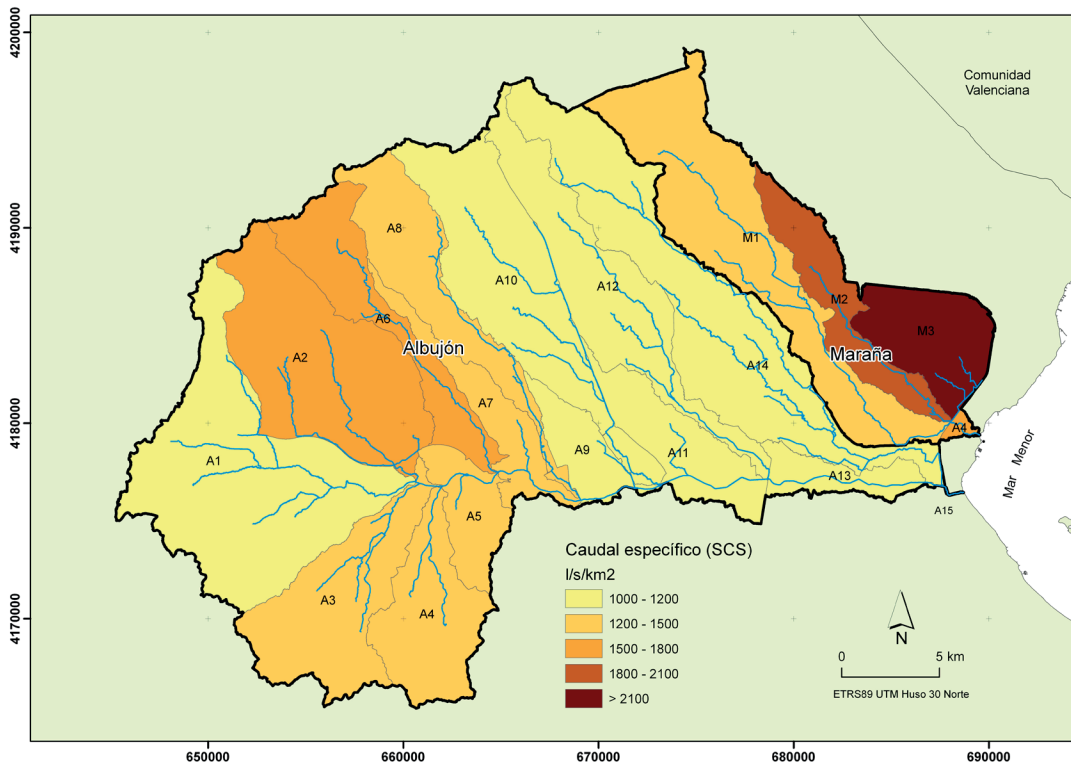 4200000
4190000
4180000
4170000
Comunidad
Valenciana
A8
M1
A10
A12
M2
M3
A6
Albujón
A2
Maraña
A14
A7
A4
A1
A9
A11
A13
Mar Menor
A5
A15
A3
A4
Caudal específico (SCS)
l/s/km2
1000 - 1200
1200 - 1500
1500 - 1800
1800 - 2100
> 2100
N
0 5 km
ETRS89 UTM Huso 30 Norte
650000 660000 670000 680000 690000